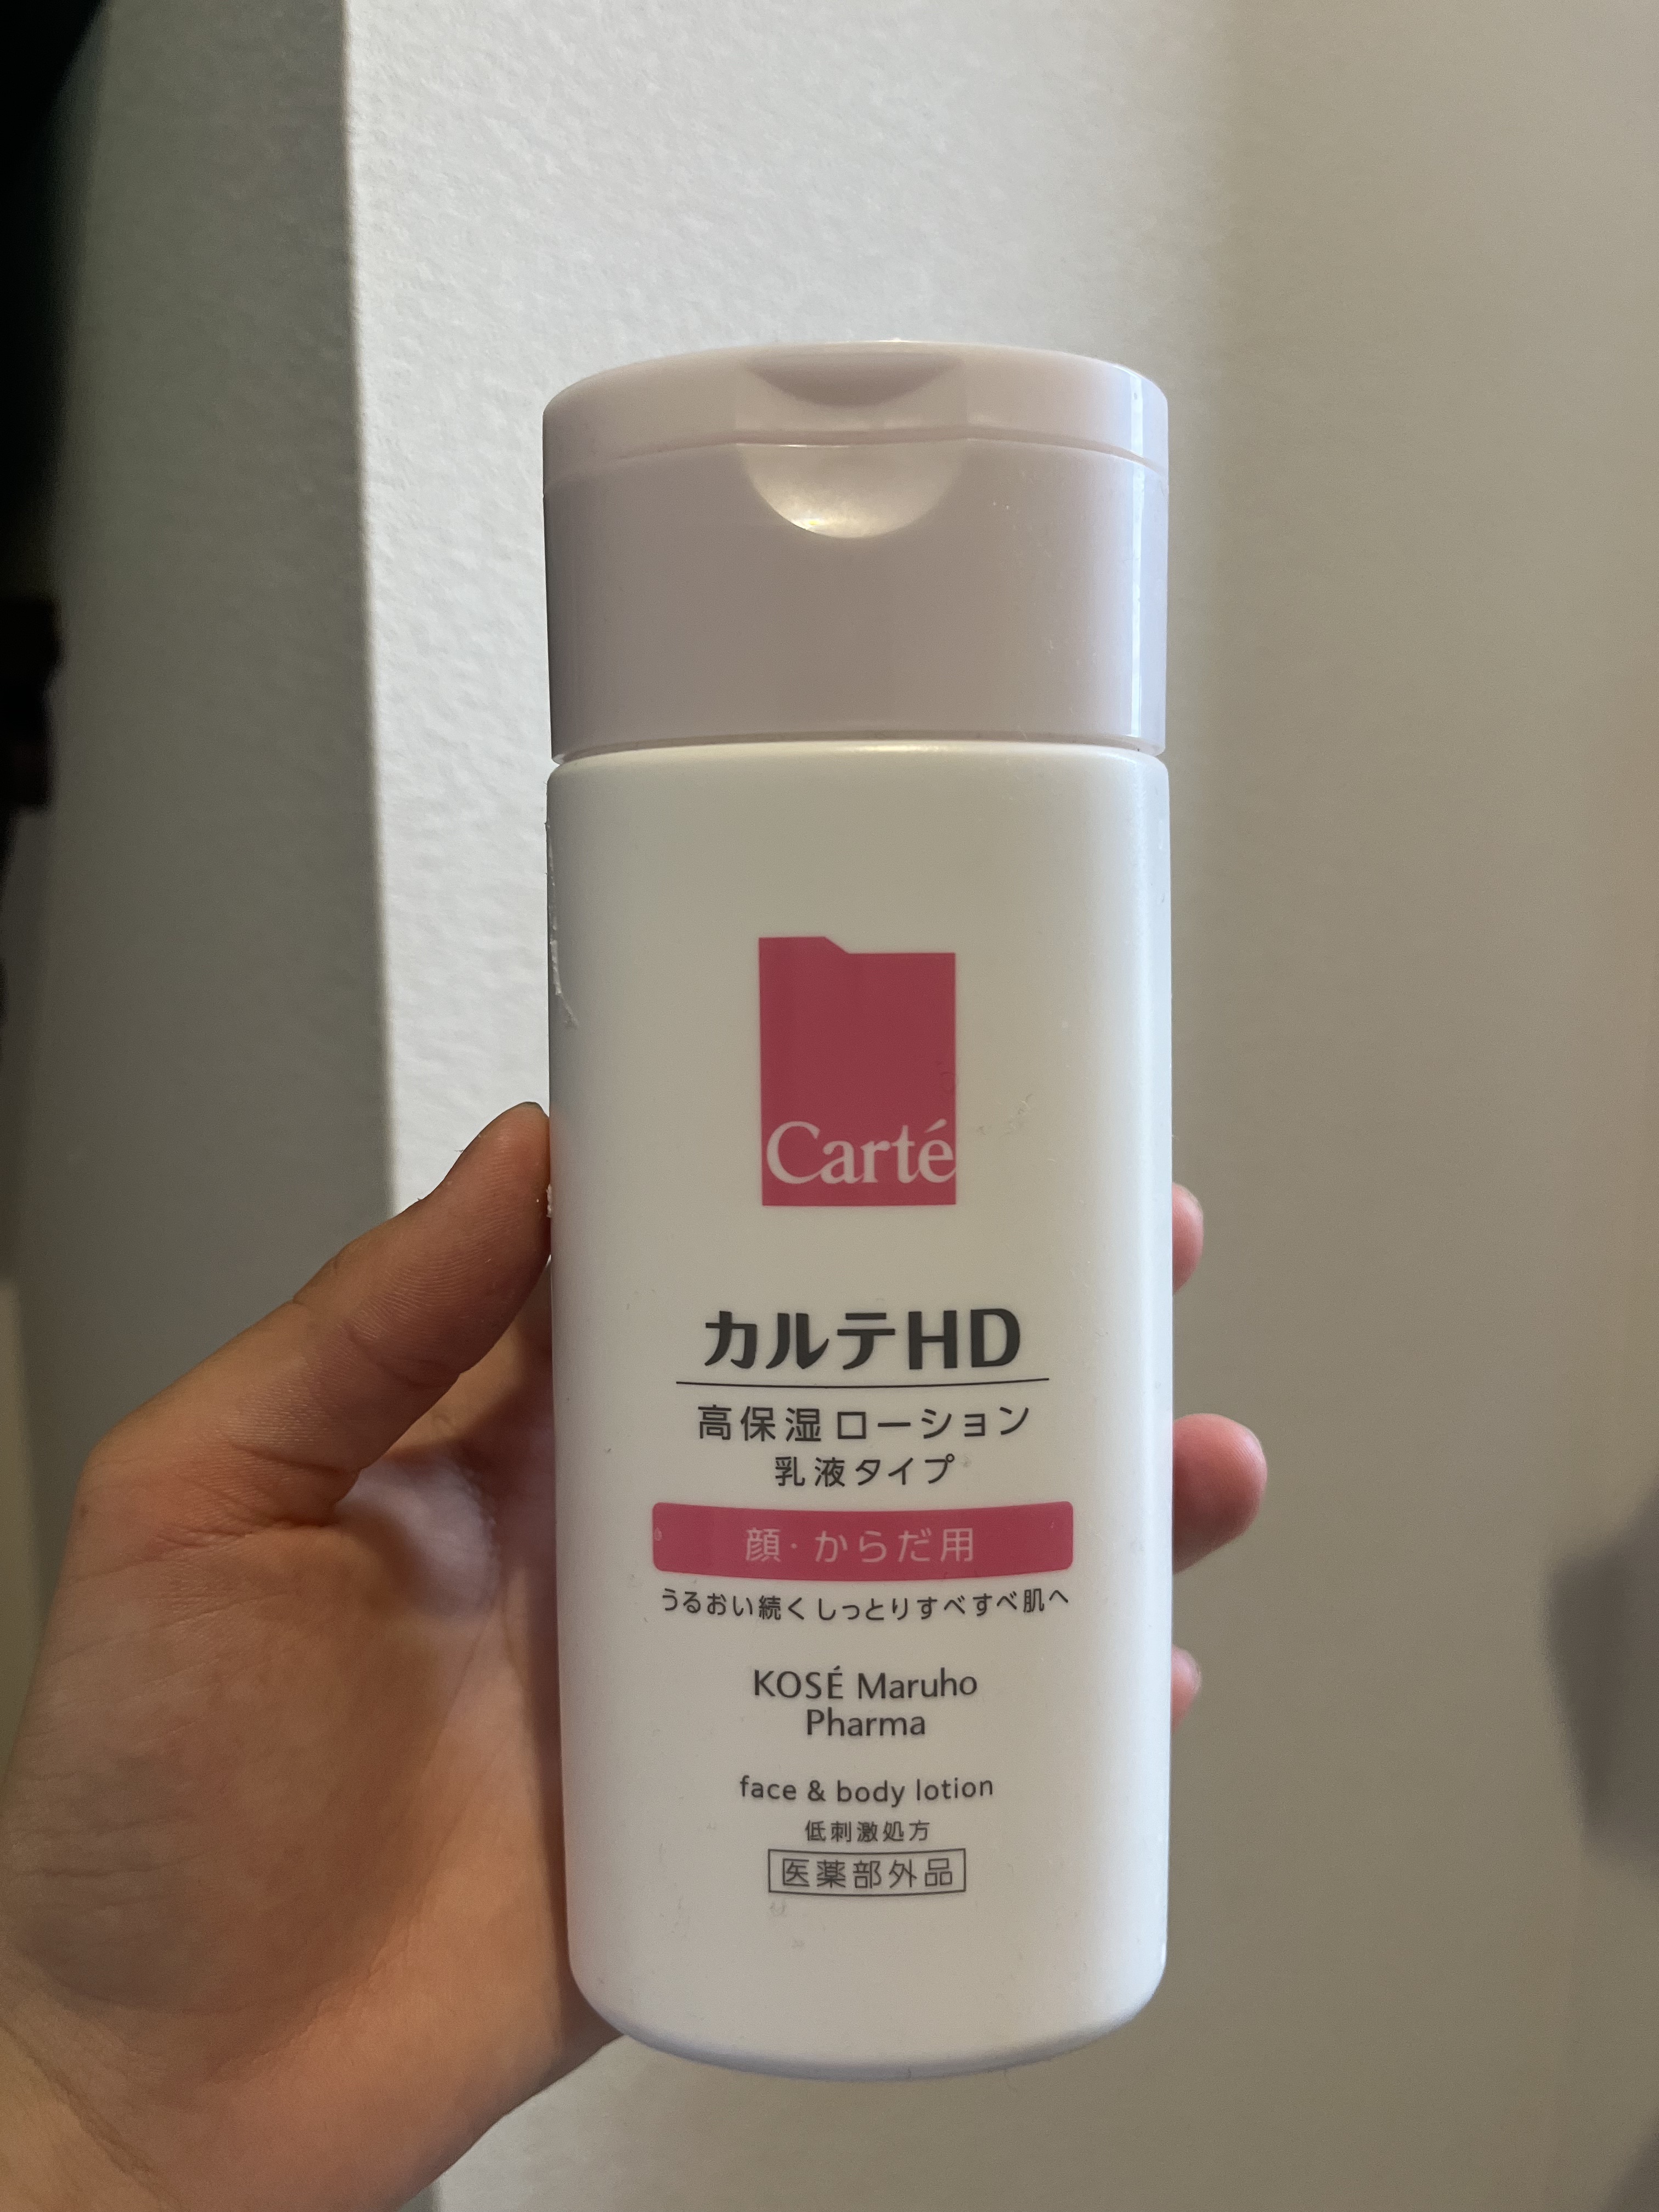 Carté
カルテHD
高保湿 ローション
乳液タイプ
顔・からだ用
うるおい続くしっとりすべすべ肌へ
KOSÉ Maruho
Pharma
face & body lotion
低刺激処方
医薬部外品